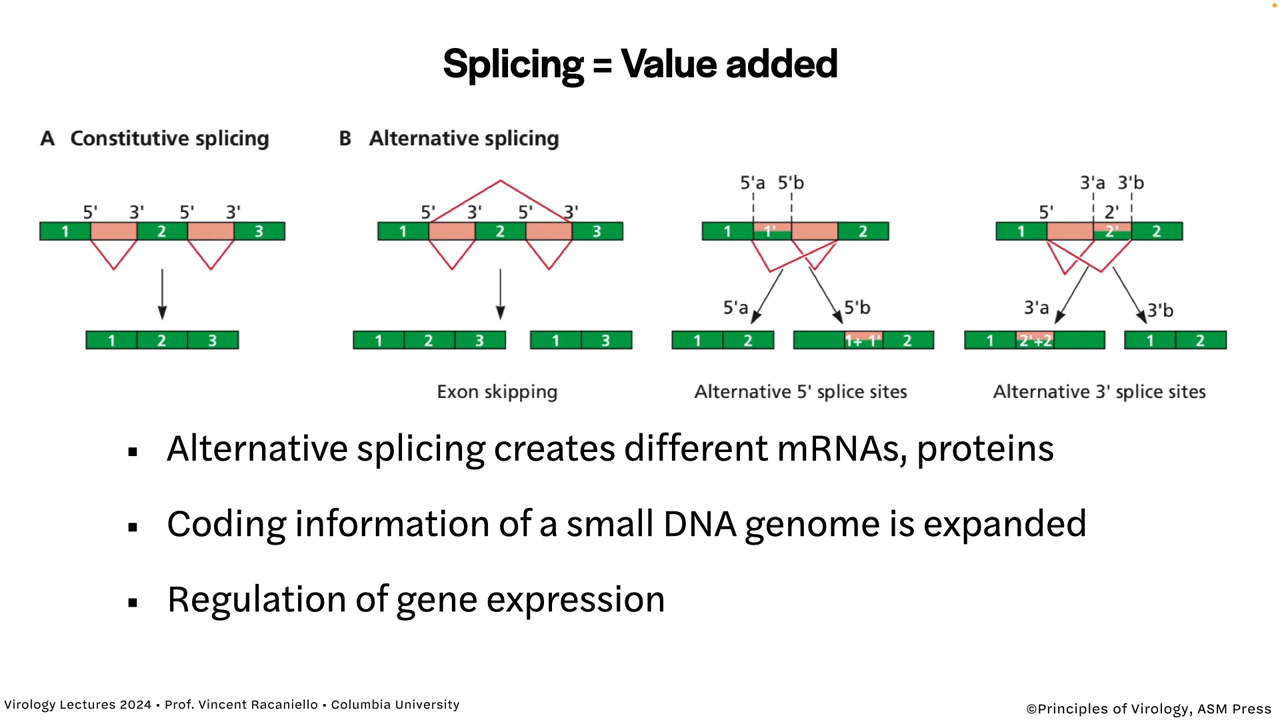 Splicing = Value added
A Constitutive splicing
B Alternative splicing
5'a 5'b
3'a 3'b
5' 3' 5' 3'
5' 3' 5' 3'
5' 2'
1 2 3
1 2 3
1 1' 2
1 2' 2
5'a 5'b
3'a 3'b
1 2 3
1 2 3
1 3
1 2
1+ 1' 2
1 2'+2
1 2
Exon skipping
Alternative 5' splice sites
Alternative 3' splice sites
▪ Alternative splicing creates different mRNAs, proteins
▪ Coding information of a small DNA genome is expanded
▪ Regulation of gene expression
Virology Lectures 2024 • Prof. Vincent Racaniello • Columbia University
©Principles of Virology, ASM Press